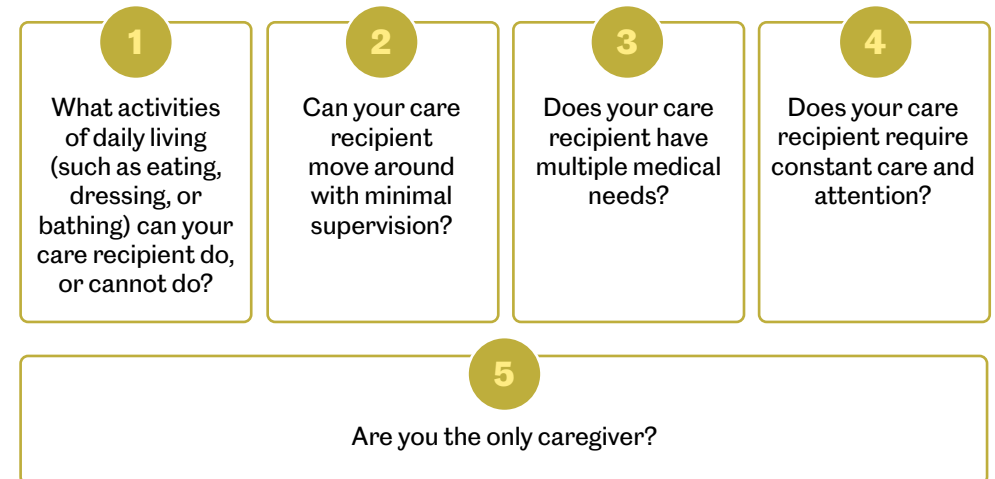 1
What activities
of daily living
(such as eating,
dressing, or
bathing) can your
care recipient do,
or cannot do?
2
Can your care
recipient
move around
with minimal
supervision?
3
Does your care
recipient have
multiple medical
needs?
4
Does your care
recipient require
constant care and
attention?
5
Are you the only caregiver?